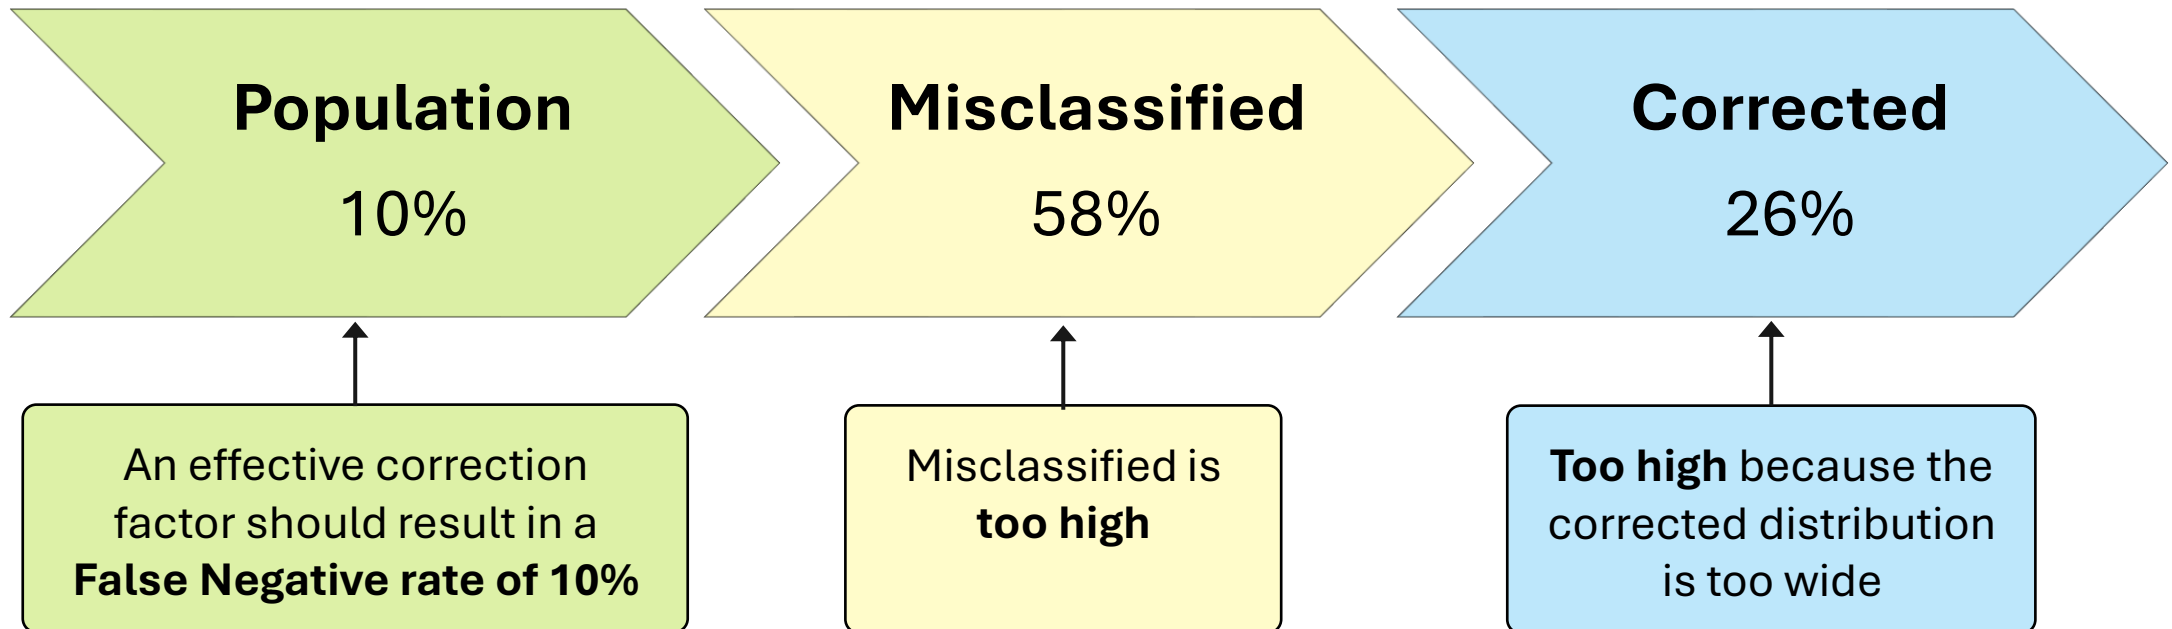 Population
10%
Misclassified
58%
Corrected
26%
An effective correction
factor should result in a
False Negative rate of 10%
Misclassified is
too high
Too high because the
corrected distribution
is too wide